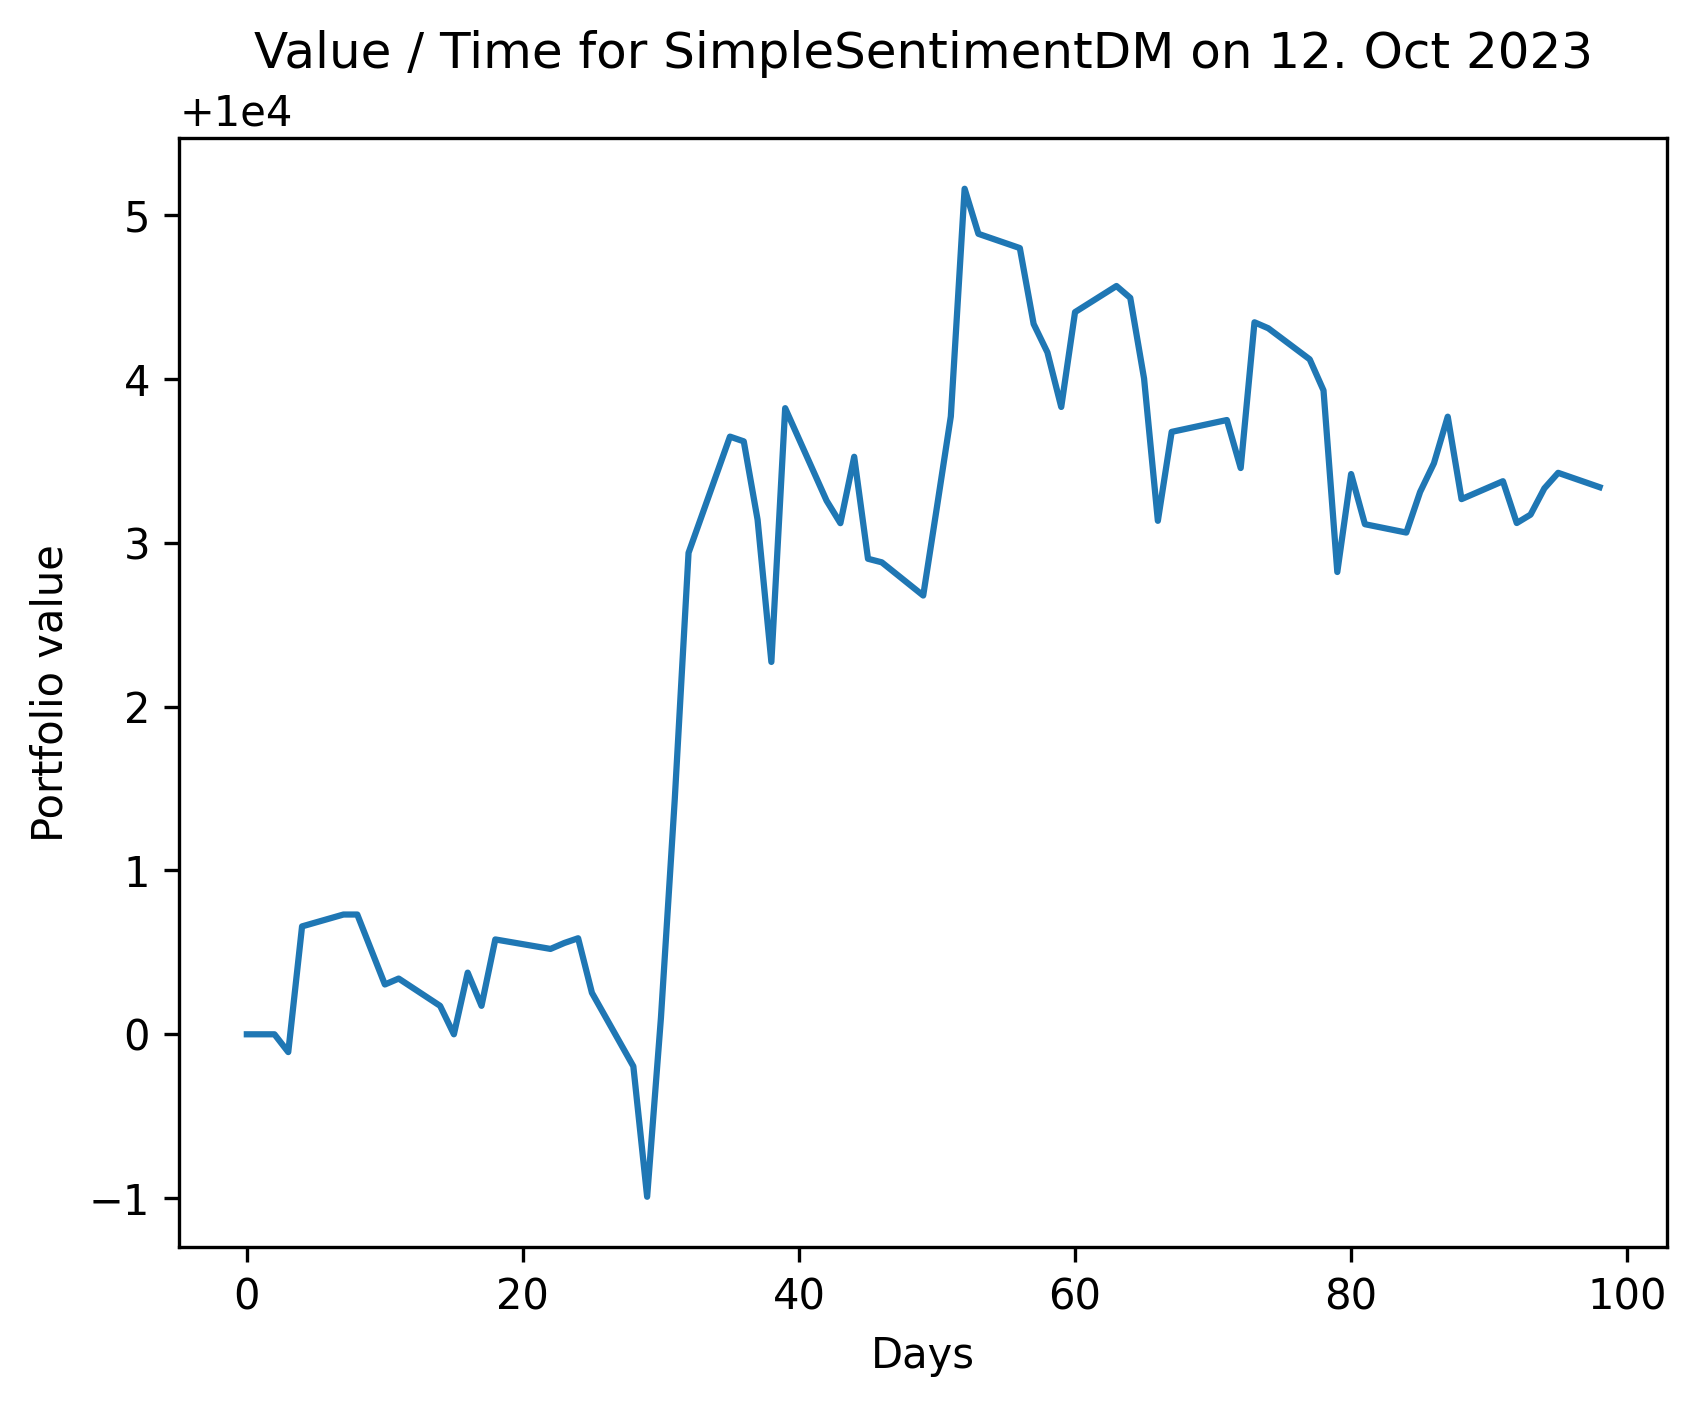 Value / Time for SimpleSentimentDM on 12. Oct 2023
+1e4
5
4
3
2
1
0
−1
Portfolio value
0 20 40 60 80 100
Days